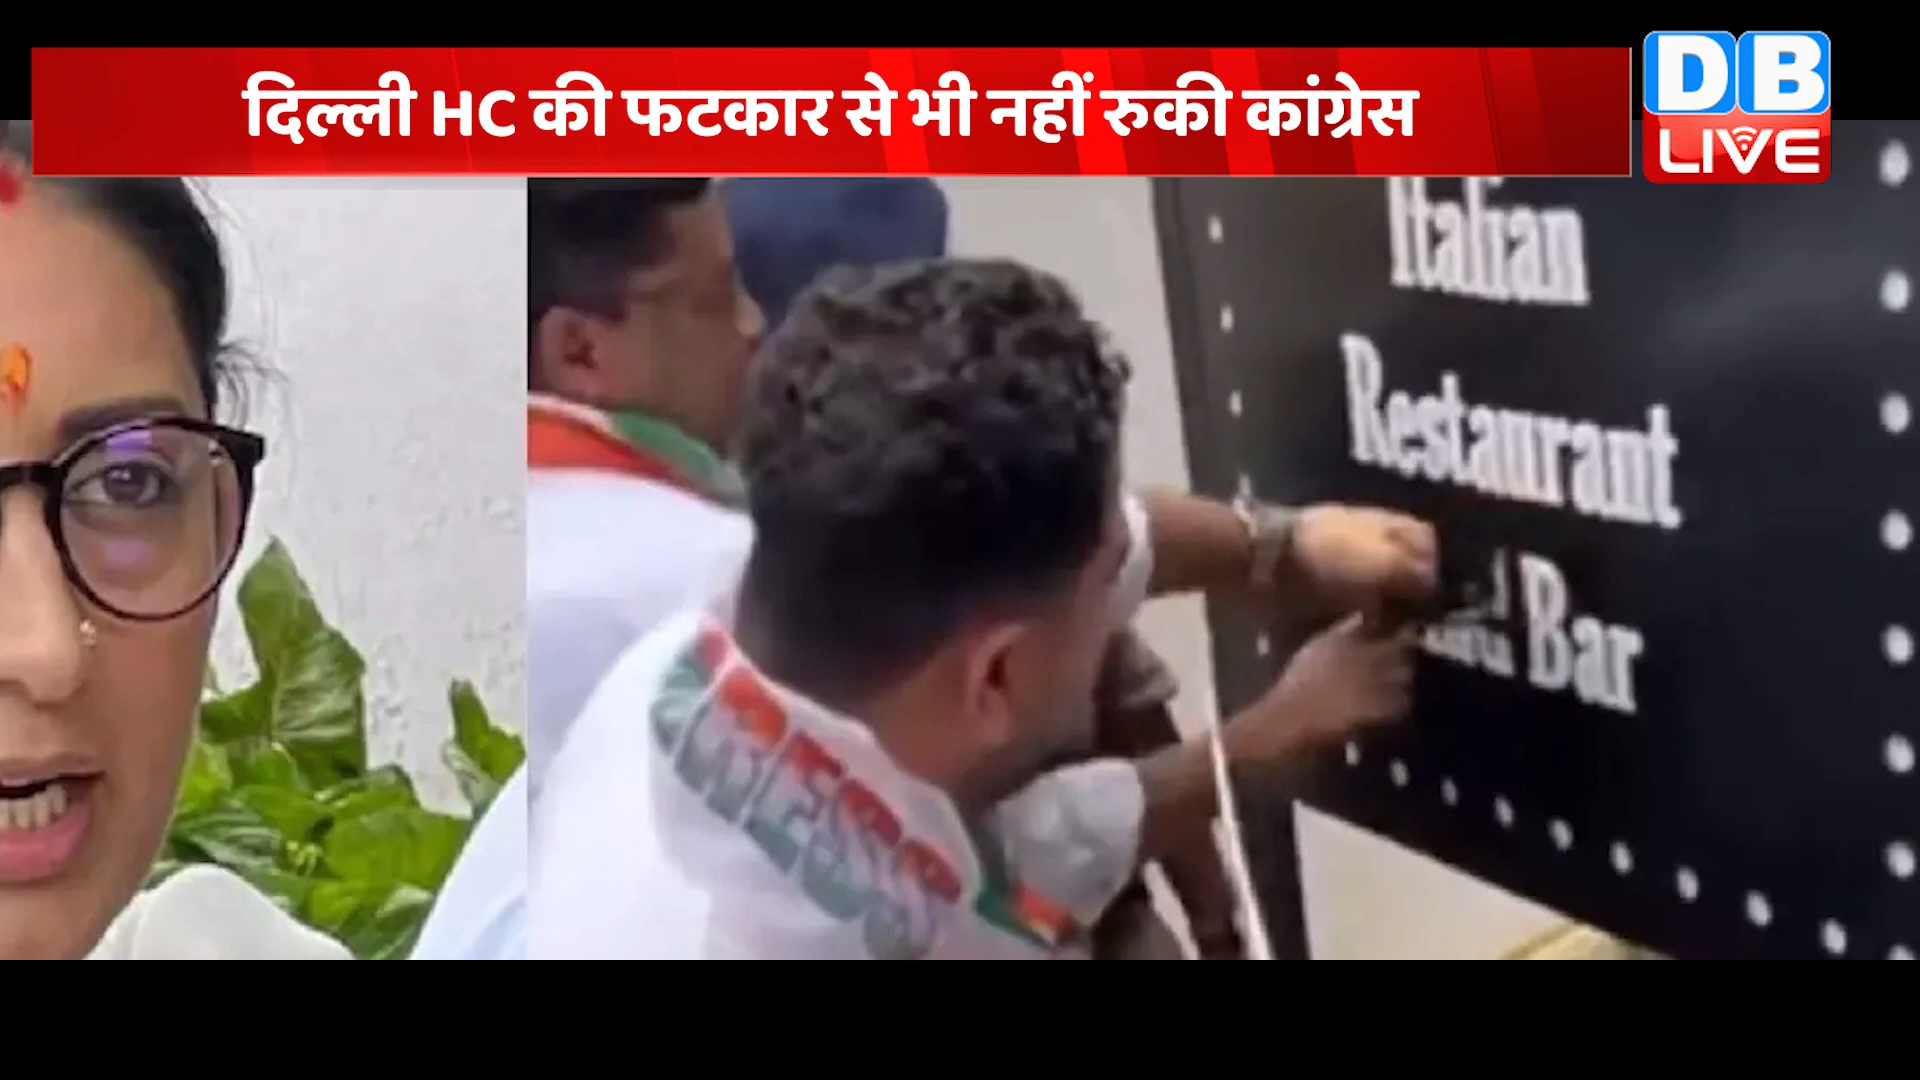 दिल्ली HC की फटकार से भी नहीं रुकी कांग्रेस
DB
LIVE
Italian
Restaurant
Bar